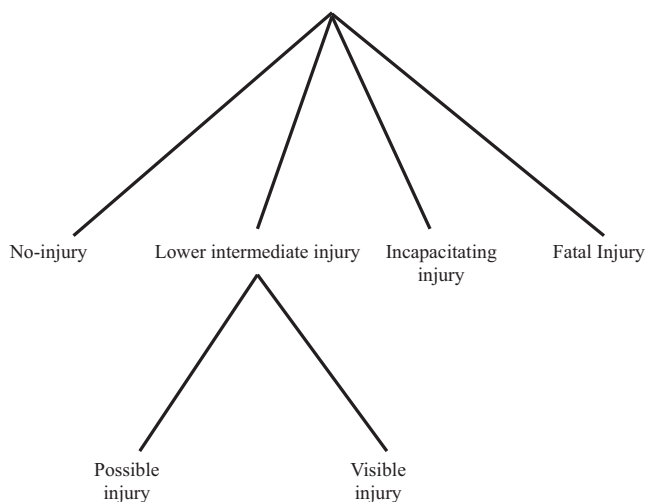 No-injury
Lower intermediate injury
Incapacitating
injury
Fatal Injury
Possible
injury
Visible
injury